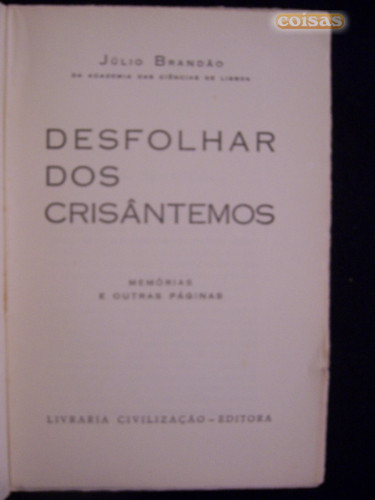 coisas
JÚLIO BRANDÃO
DA ACADEMIA DAS CIÊNCIAS DE LISBOA
DESFOLHAR
DOS
CRISÂNTEMOS
MEMÓRIAS
E OUTRAS PÁGINAS
LIVRARIA CIVILIZAÇÃO — EDITORA